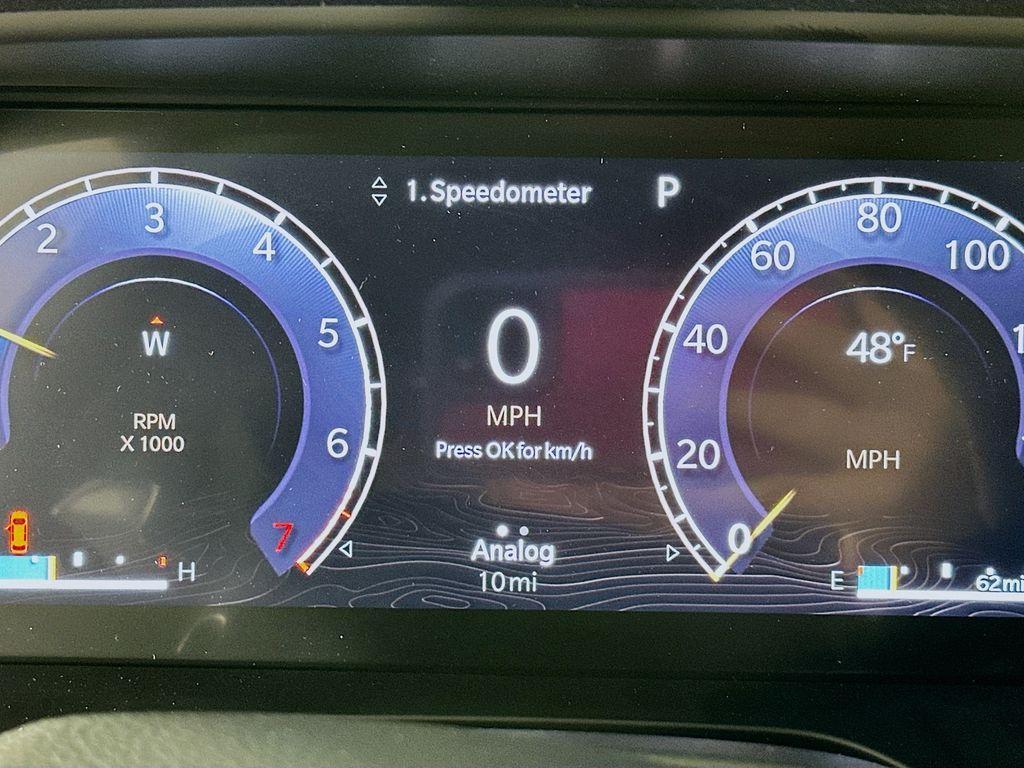 1.Speedometer
P
2
3
4
5
6
7
W
RPM
X 1000
H
0
MPH
Press OK for km/h
Analog
10 mi
0
20
40
60
80
100
48°F
MPH
E
62 mi